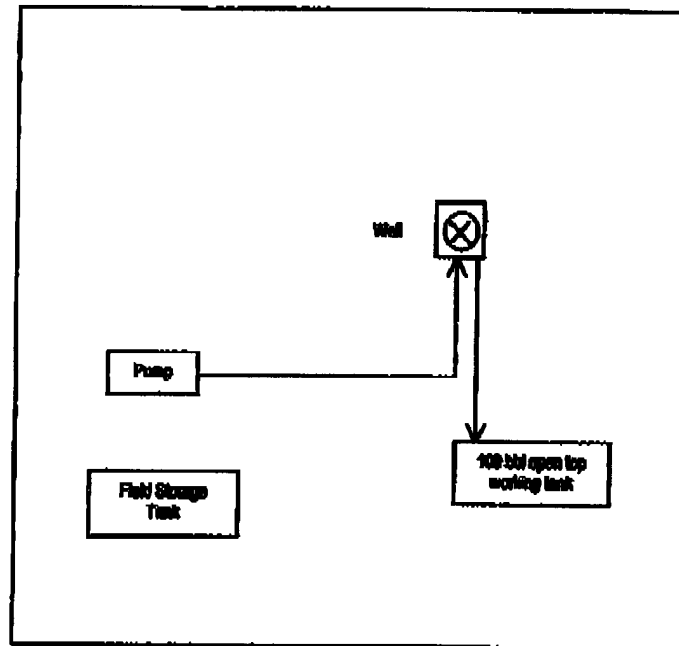 Well
Pump
100 bbl open top
working tank
Field Storage
Tank